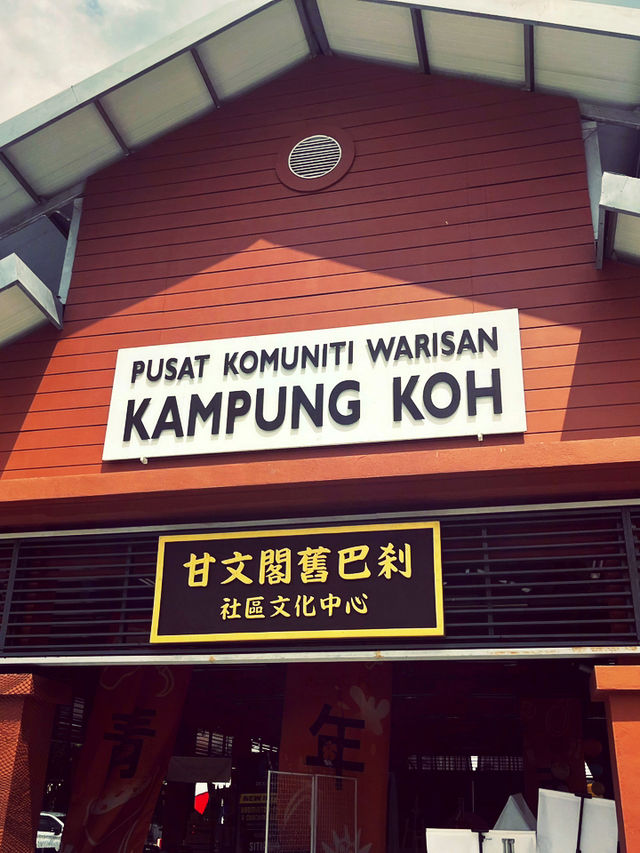 PUSAT KOMUNITI WARISAN
KAMPUNG KOH
甘文閣舊巴刹
社區文化中心
青 年